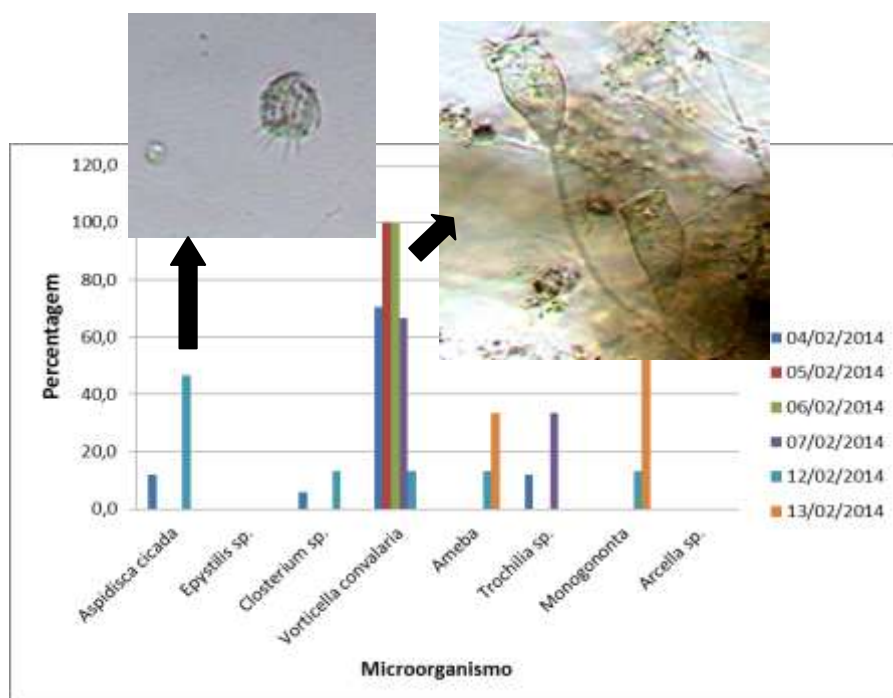 120,0
100,0
80,0
60,0
40,0
20,0
0,0
Percentagem
Aspidisca cicada
Epystilis sp.
Closterium sp.
Vorticella convalaria
Ameba
Trochilia sp.
Monogononta
Arcella sp.
Microorganismo
04/02/2014
05/02/2014
06/02/2014
07/02/2014
12/02/2014
13/02/2014